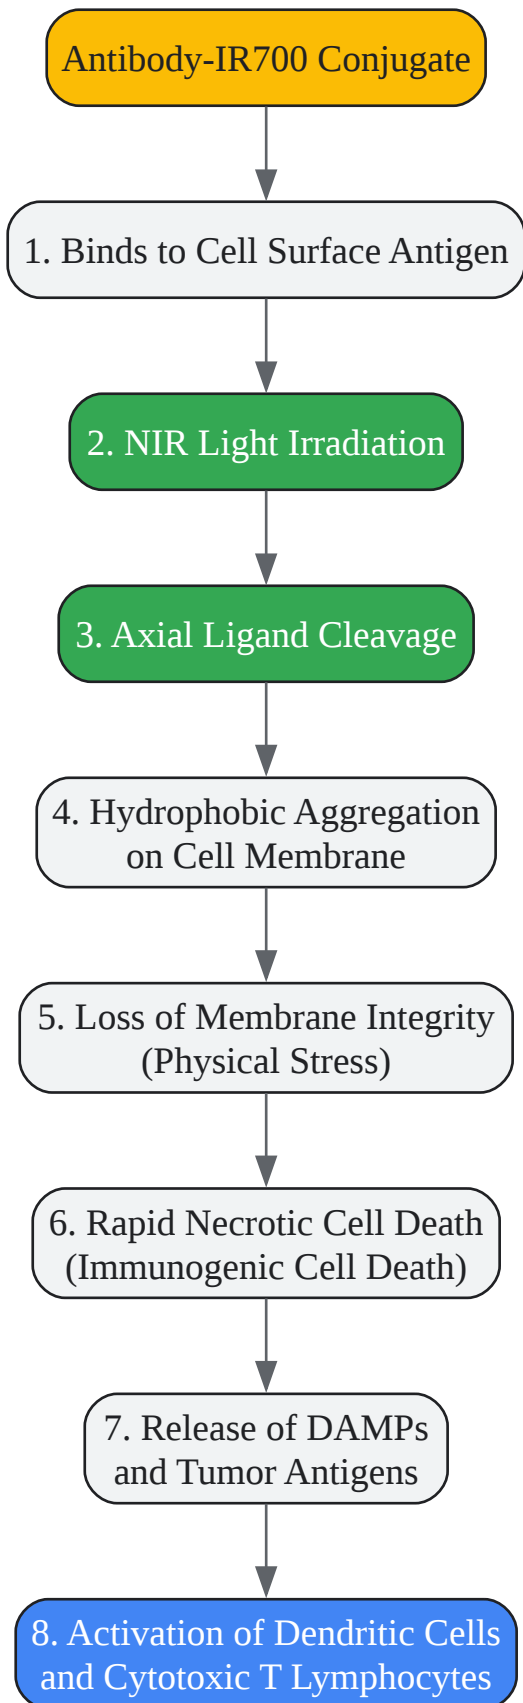 Antibody-IR700 Conjugate
1. Binds to Cell Surface Antigen
2. NIR Light Irradiation
3. Axial Ligand Cleavage
4. Hydrophobic Aggregation
on Cell Membrane
5. Loss of Membrane Integrity
(Physical Stress)
6. Rapid Necrotic Cell Death
(Immunogenic Cell Death)
7. Release of DAMPs
and Tumor Antigens
8. Activation of Dendritic Cells
and Cytotoxic T Lymphocytes